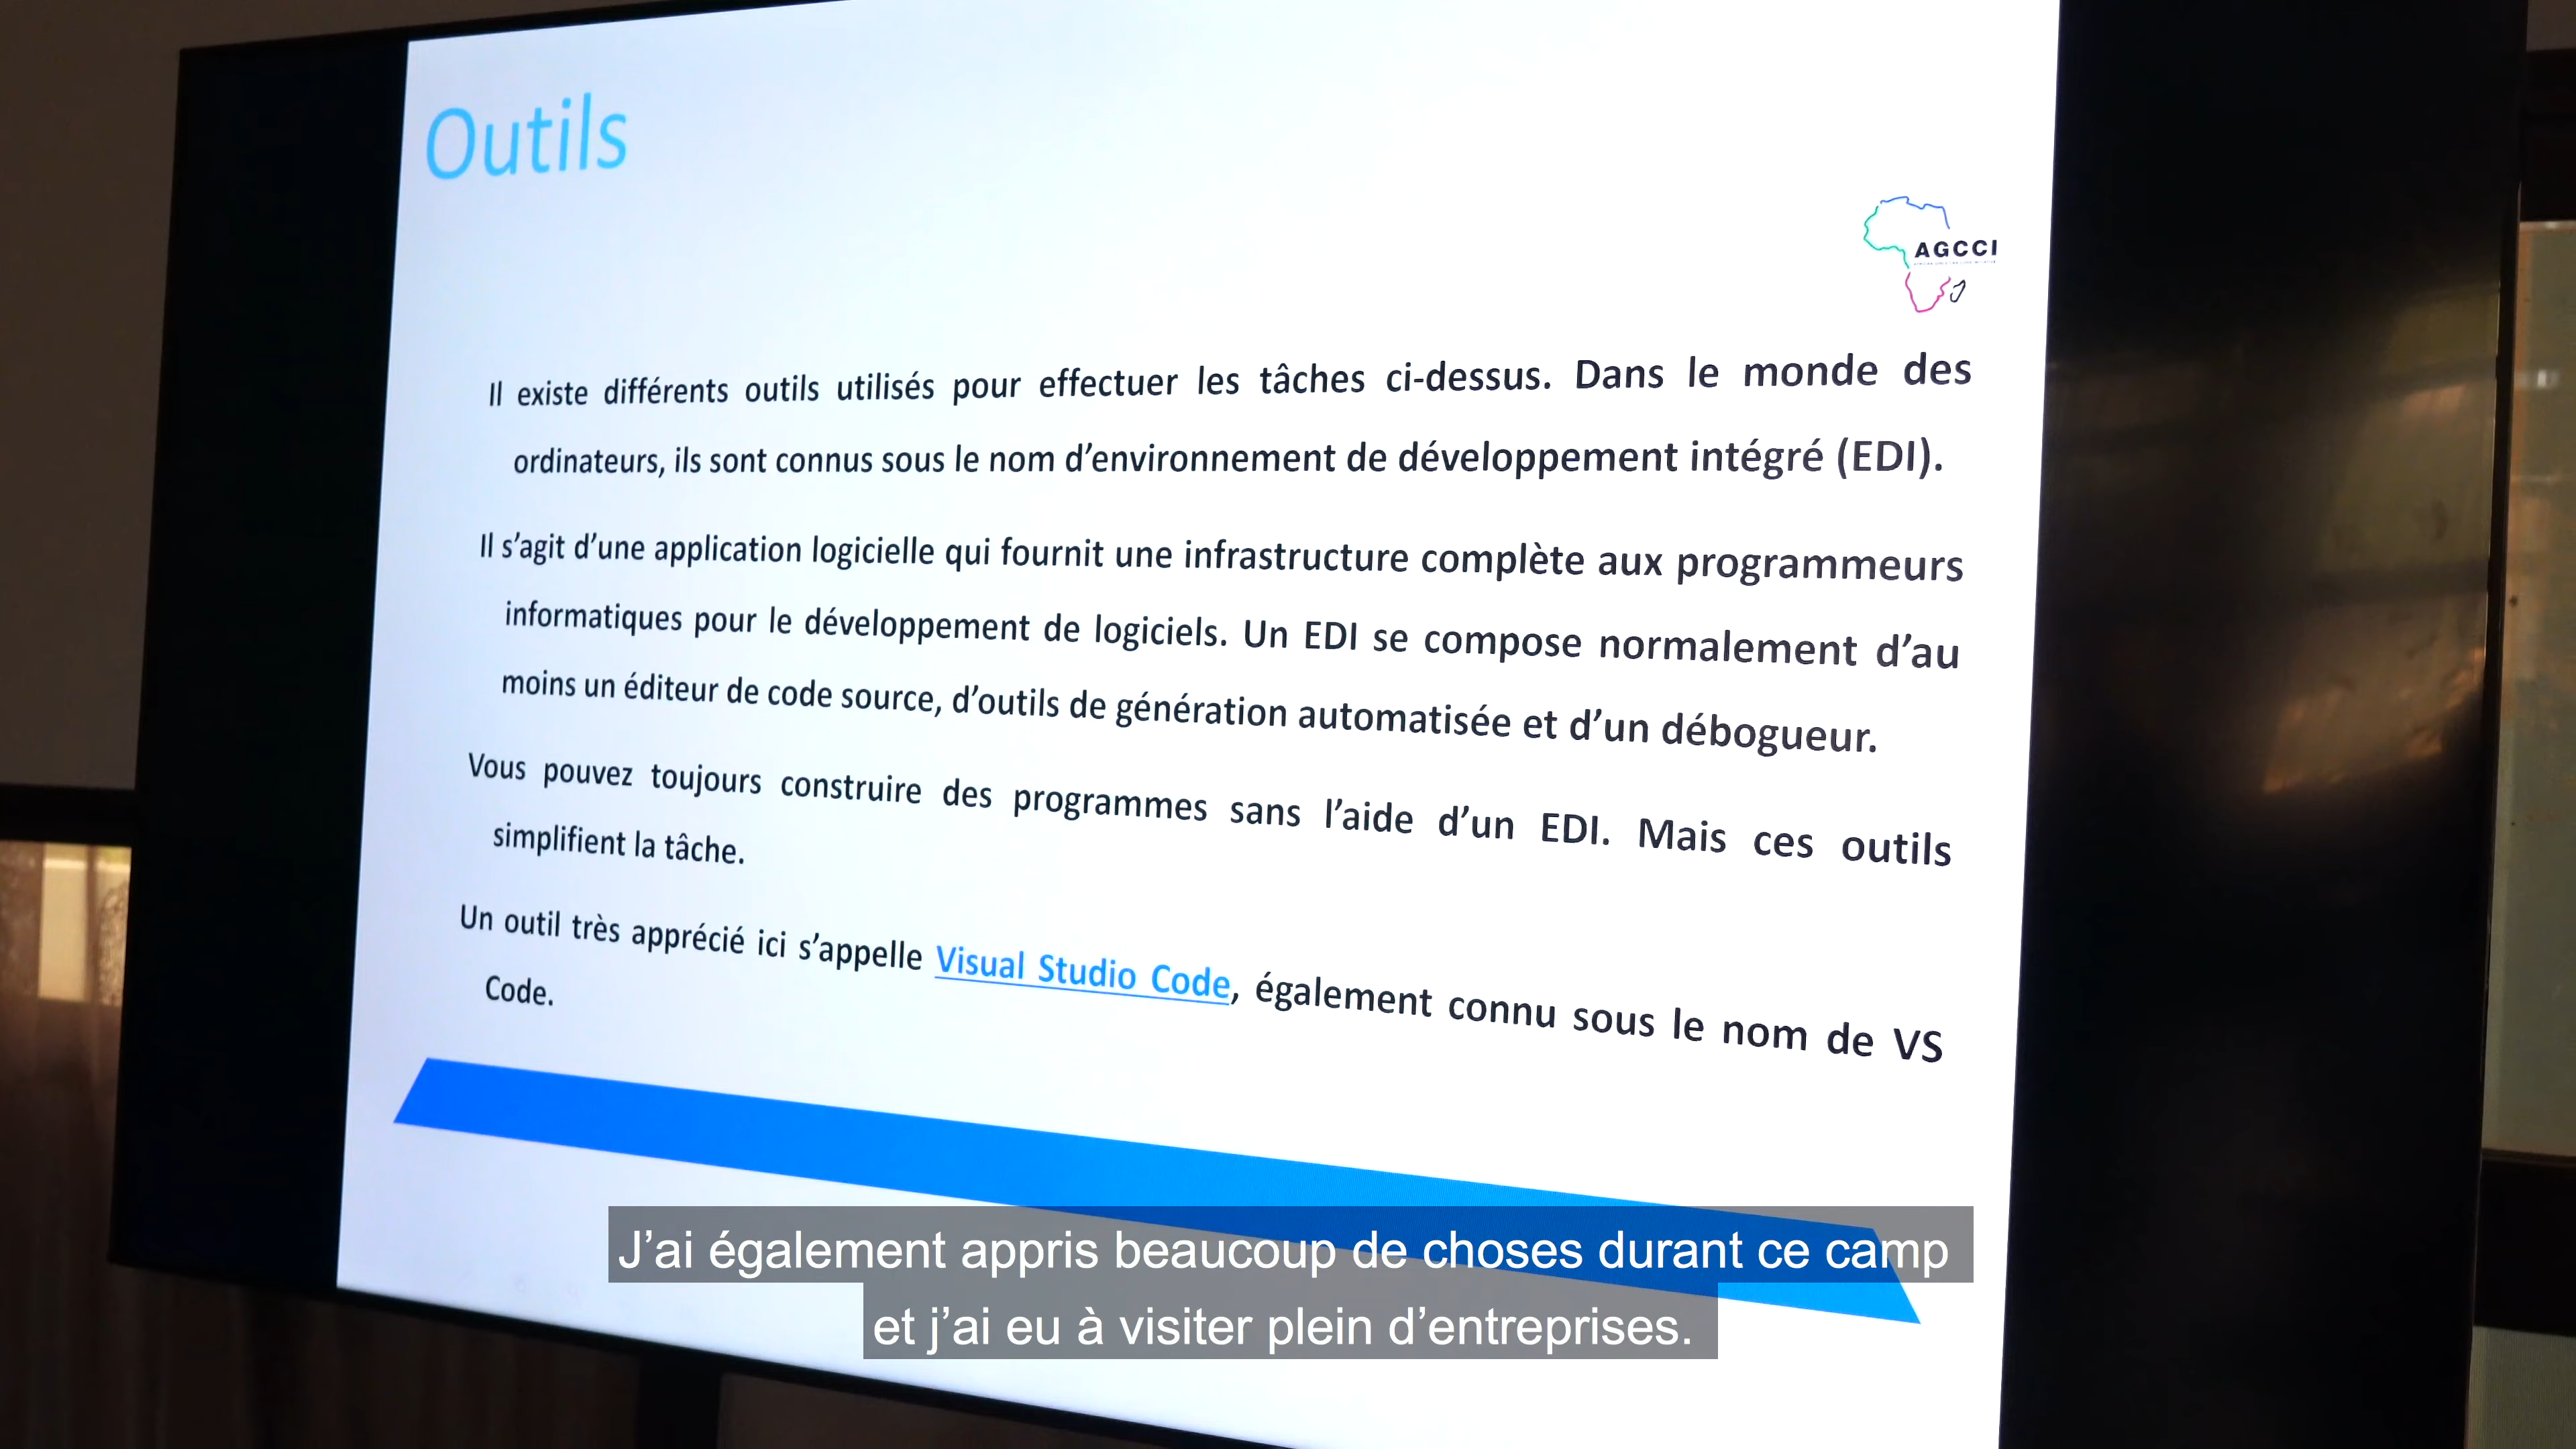 Outils
AGCCI
Il existe différents outils utilisés pour effectuer les tâches ci-dessus. Dans le monde des
ordinateurs, ils sont connus sous le nom d’environnement de développement intégré (EDI).
Il s’agit d’une application logicielle qui fournit une infrastructure complète aux programmeurs
informatiques pour le développement de logiciels. Un EDI se compose normalement d’au
moins un éditeur de code source, d’outils de génération automatisée et d’un débogueur.
Vous pouvez toujours construire des programmes sans l’aide d’un EDI. Mais ces outils
simplifient la tâche.
Un outil très apprécié ici s’appelle Visual Studio Code, également connu sous le nom de VS
Code.
J’ai également appris beaucoup de choses durant ce camp
et j’ai eu à visiter plein d’entreprises.